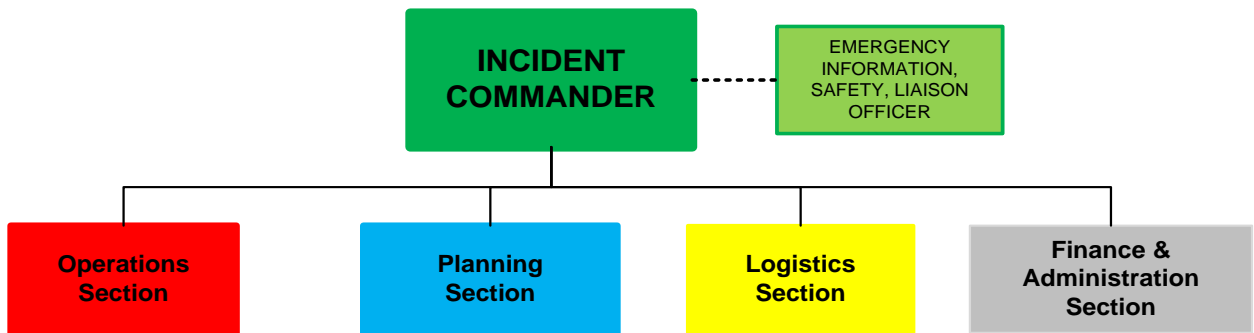 INCIDENT
COMMANDER
EMERGENCY
INFORMATION,
SAFETY, LIAISON
OFFICER
Operations
Section
Planning
Section
Logistics
Section
Finance &
Administration
Section